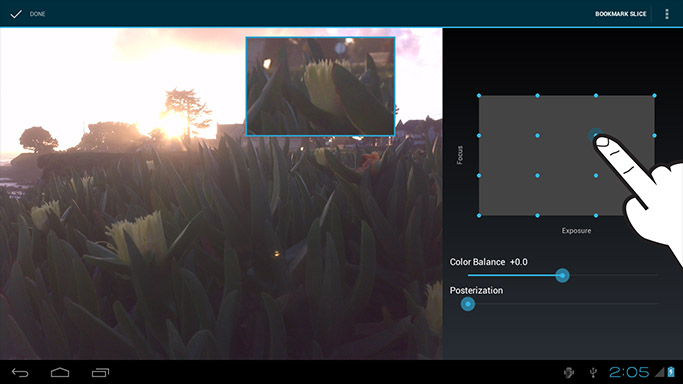 DONE
BOOKMARK SLICE
Focus
Exposure
Color Balance +0.0
Posterization
2:05